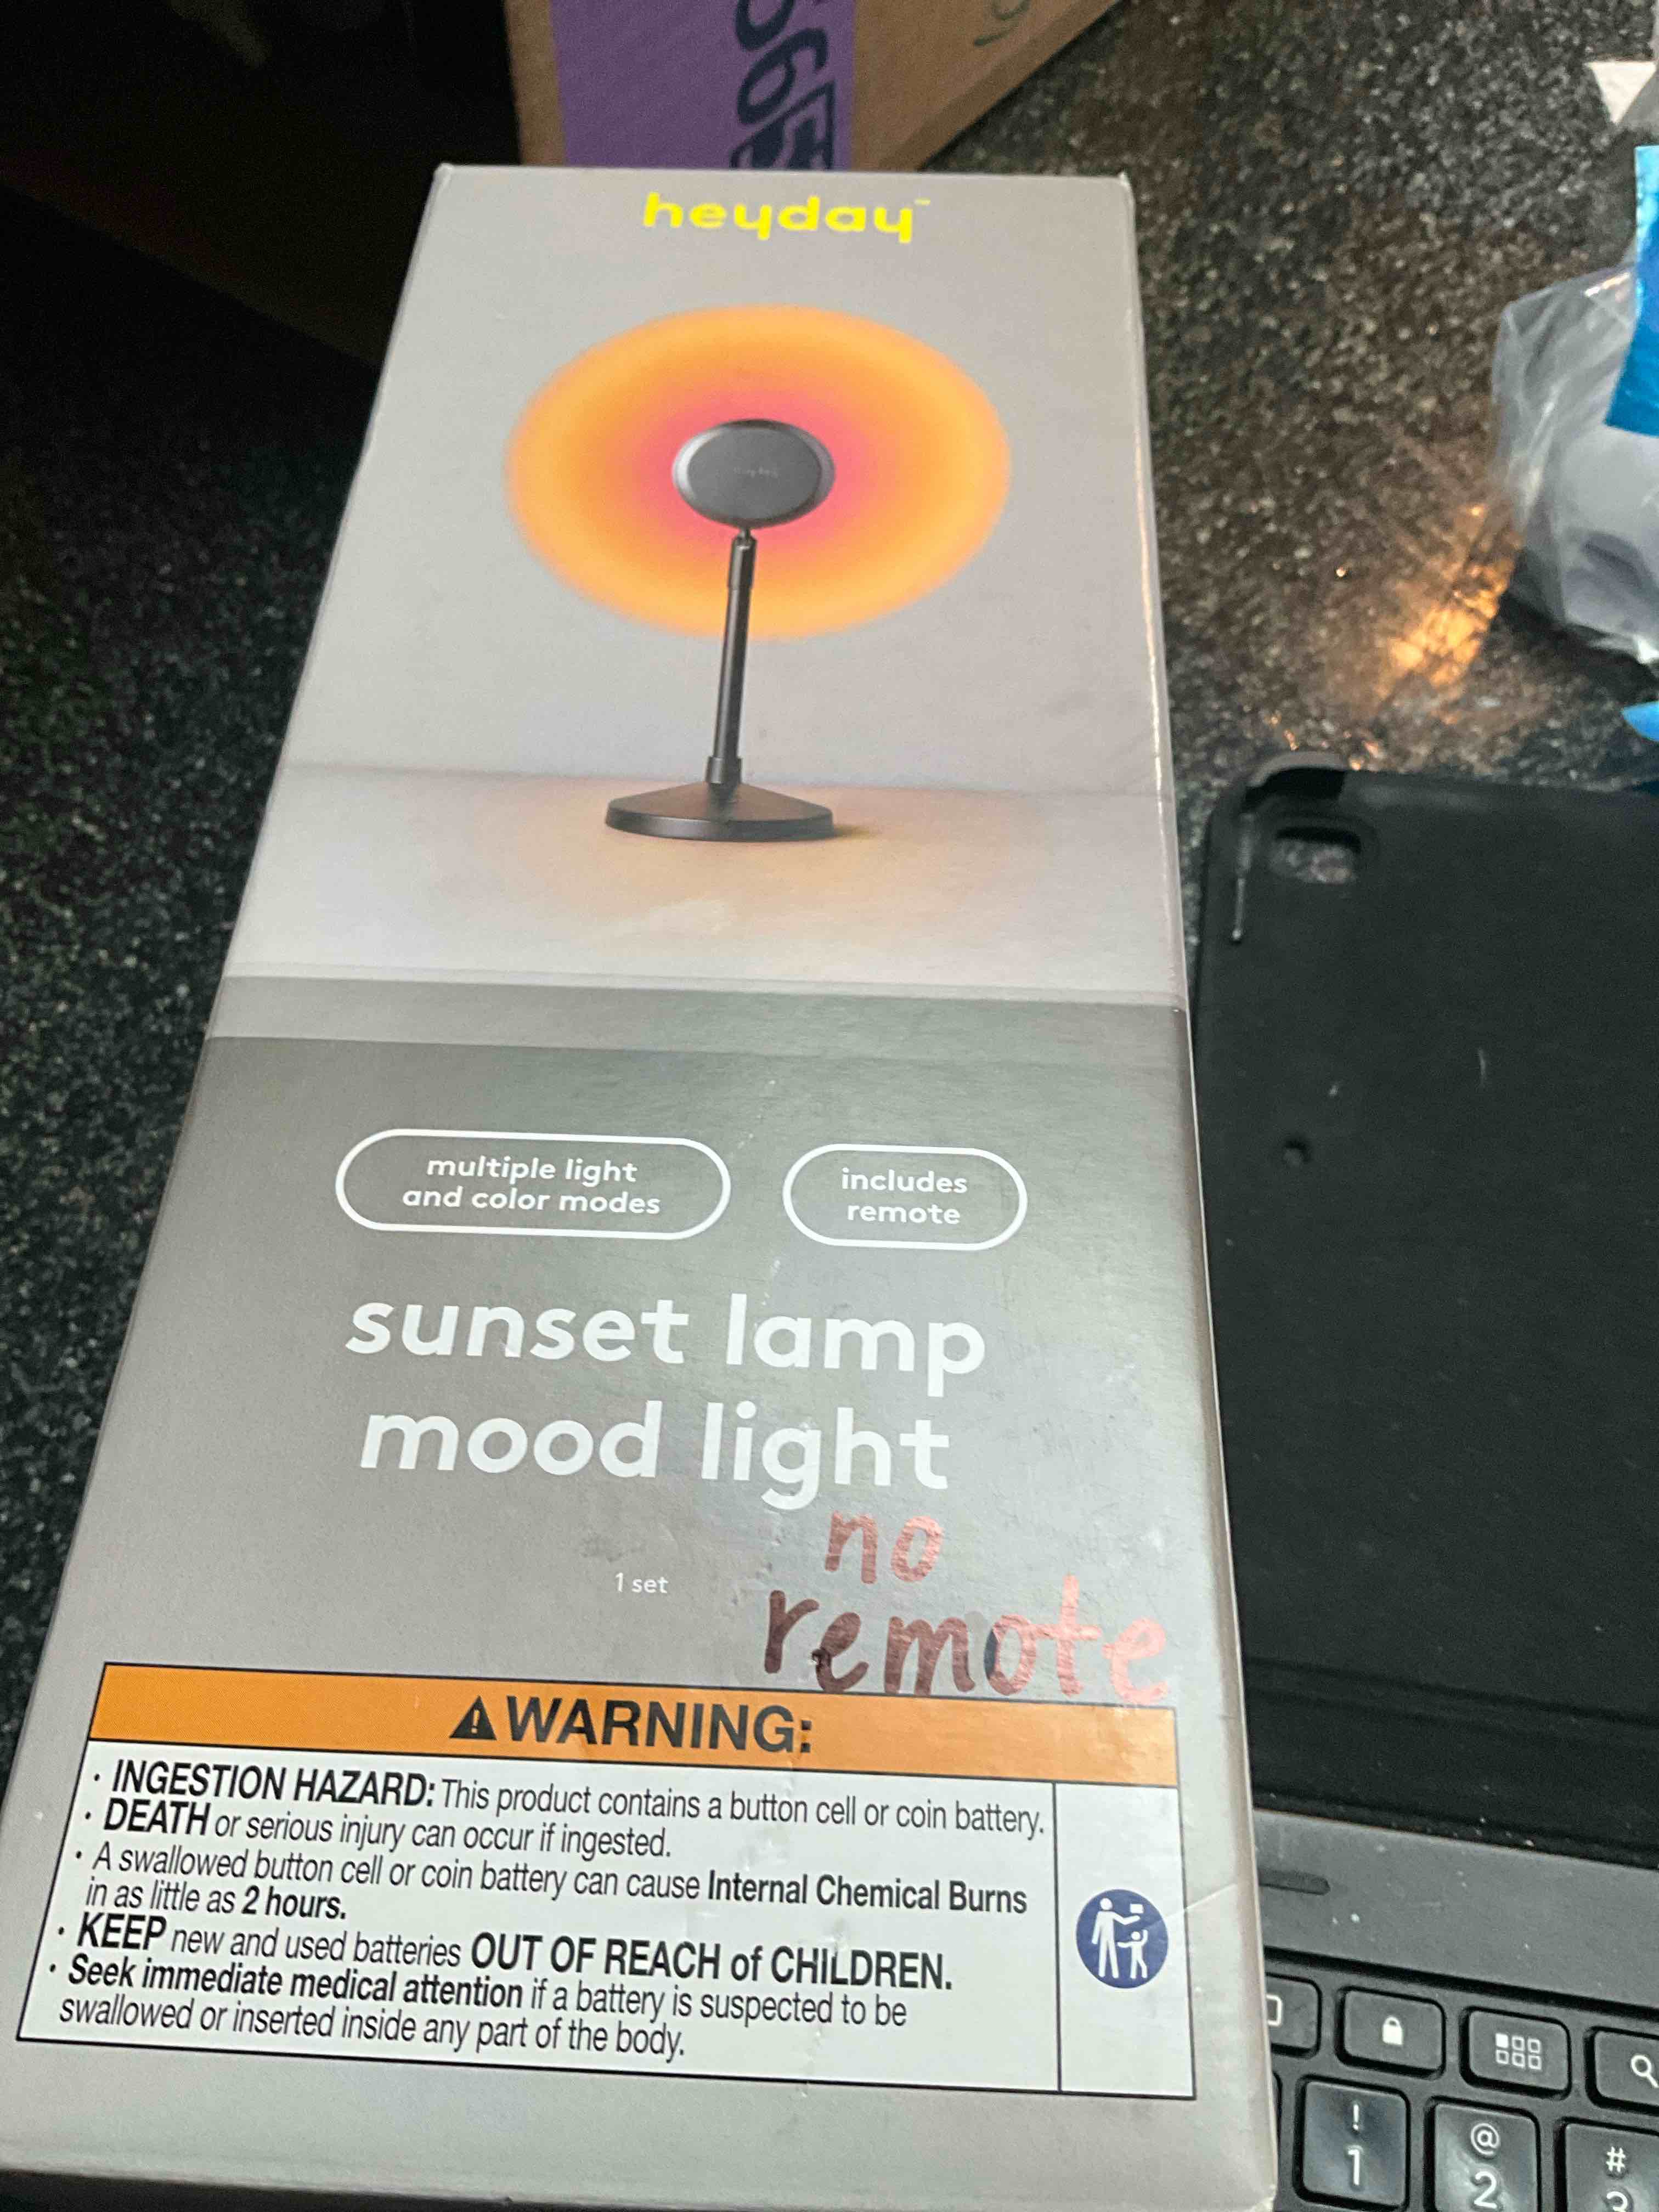 heyday™
multiple light
and color modes
includes
remote
sunset lamp
mood light
no
remote
1 set
⚠WARNING:
· INGESTION HAZARD: This product contains a button cell or coin battery.
· DEATH or serious injury can occur if ingested.
· A swallowed button cell or coin battery can cause Internal Chemical Burns
in as little as 2 hours.
· KEEP new and used batteries OUT OF REACH of CHILDREN.
· Seek immediate medical attention if a battery is suspected to be
swallowed or inserted inside any part of the body.
!
1
@
2
#
3